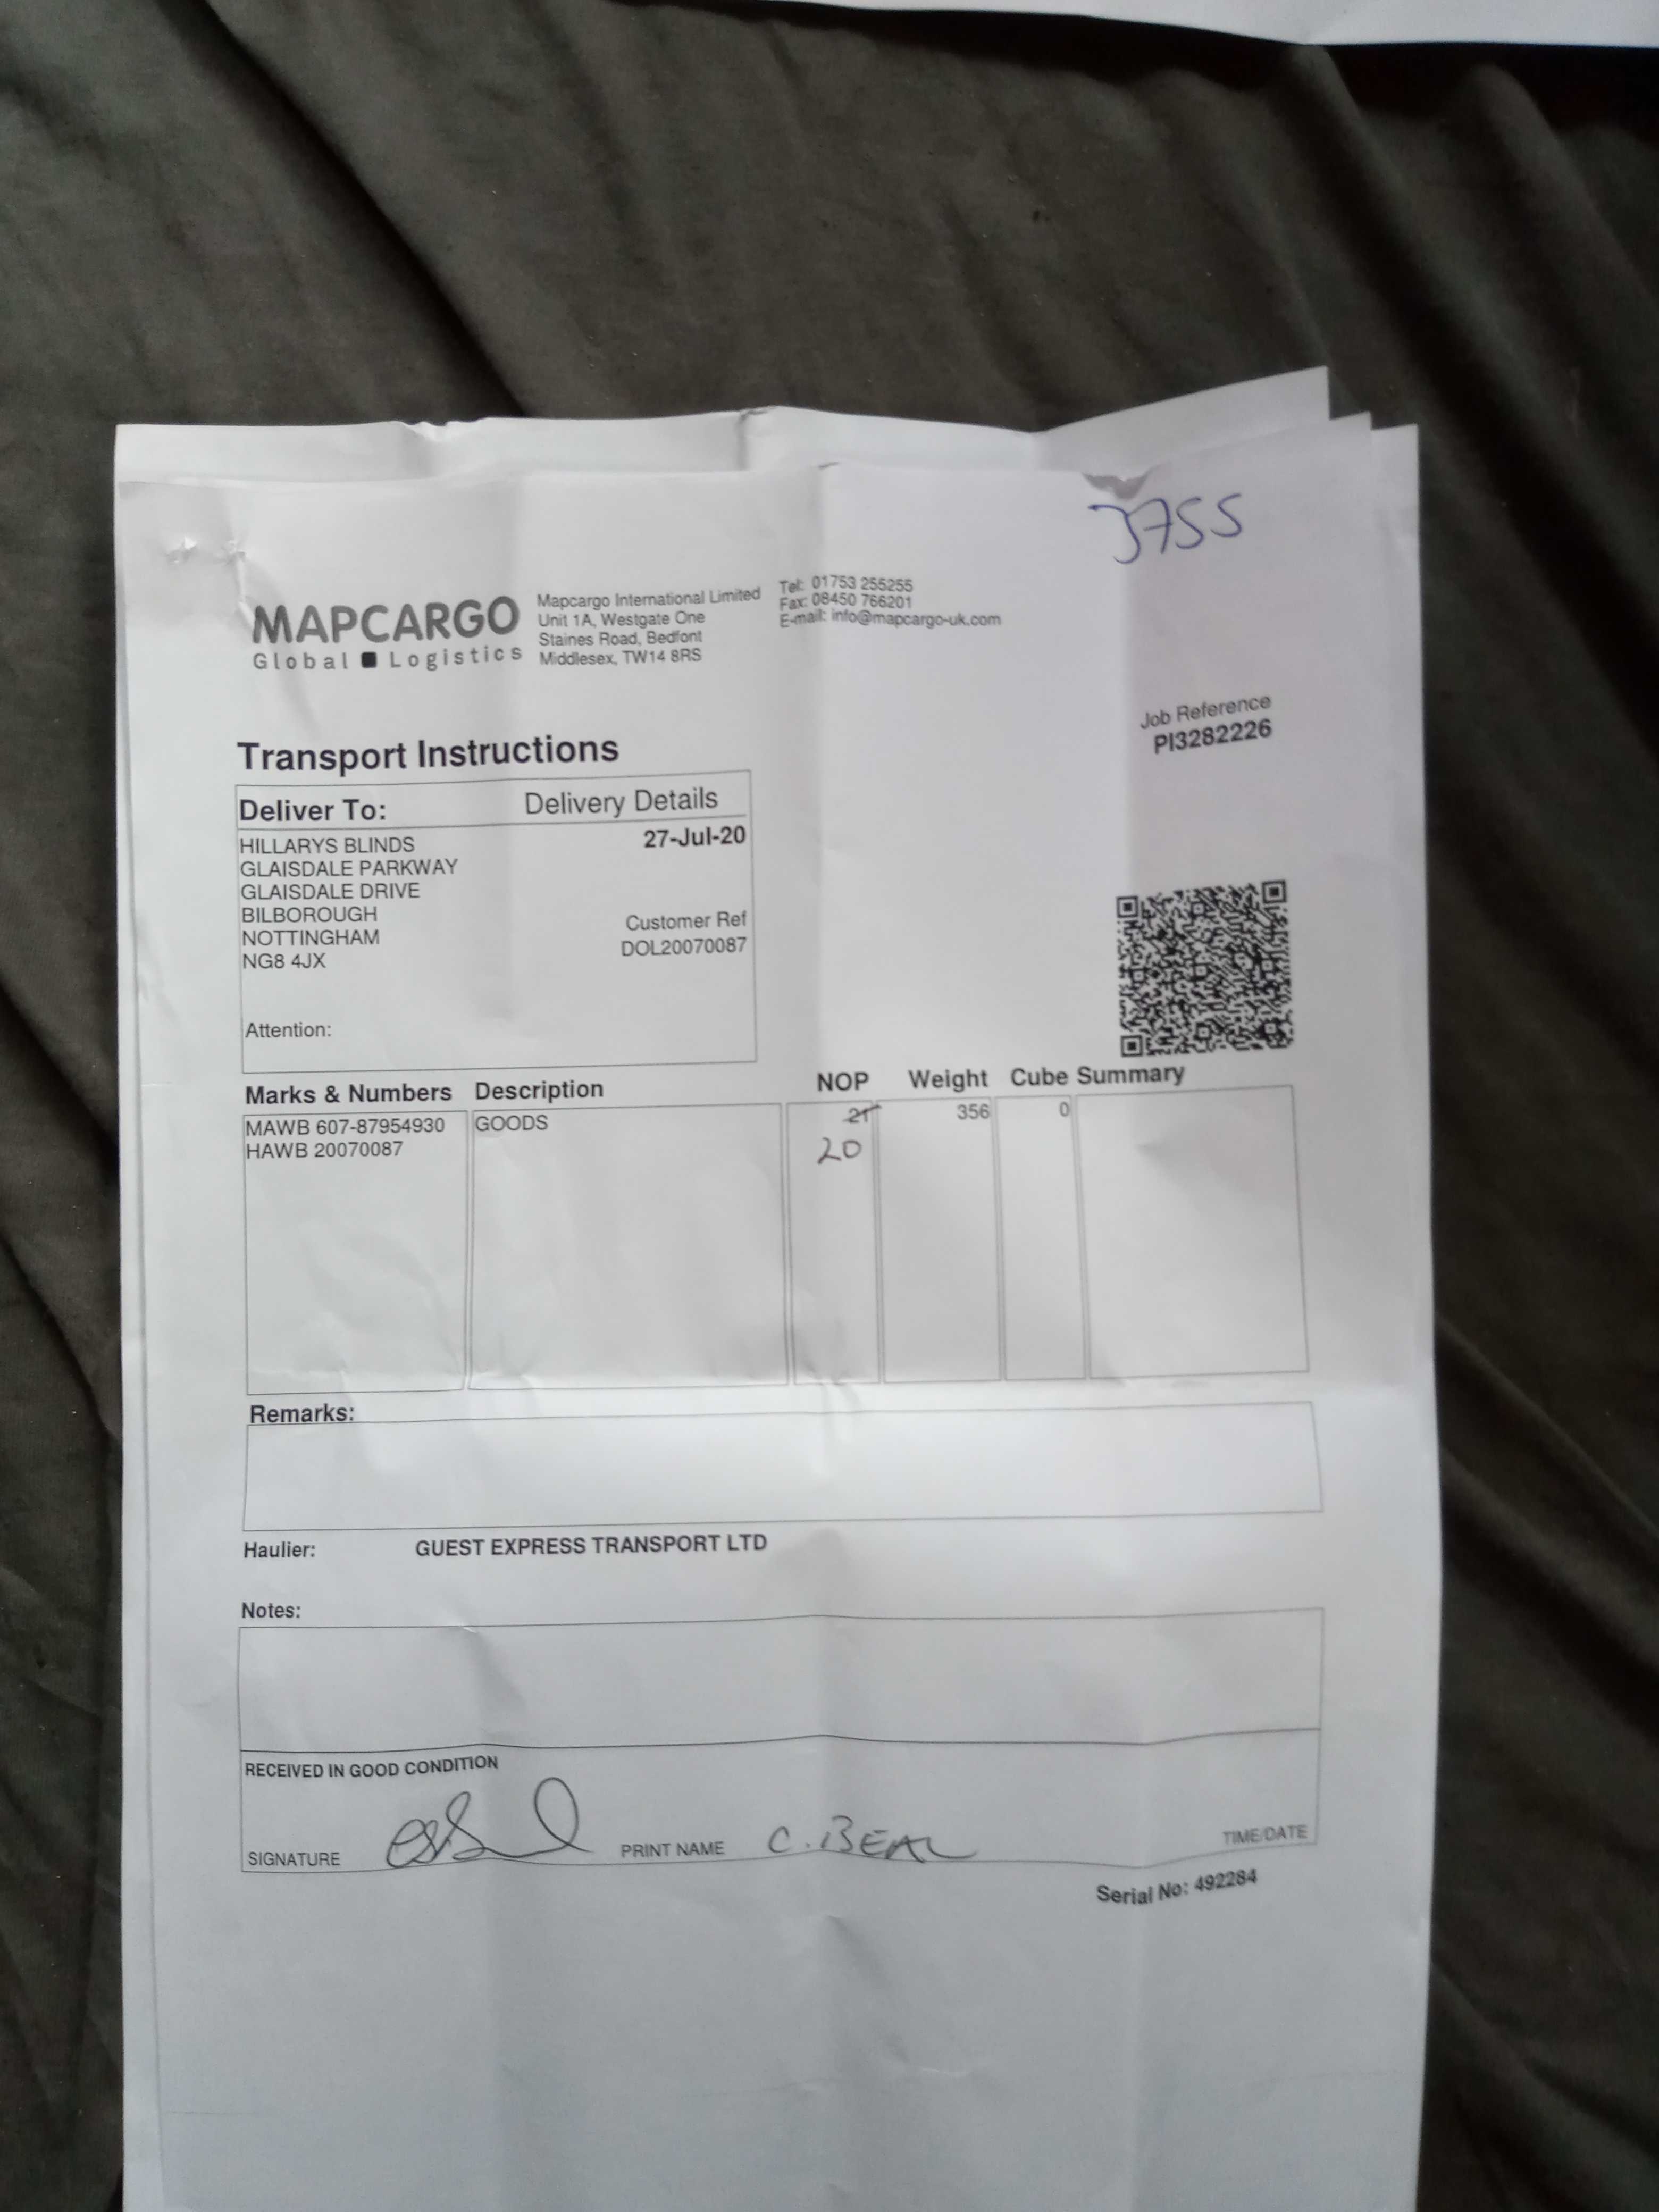 3755
MAPCARGO
Global Logistics
Mapcargo International Limited
Unit 1A, Westgate One
Staines Road, Bedfont
Middlesex, TW14 8RS
Tel: 01753 255255
Fax: 08450 766201
E-mail: info@mapcargo-uk.com
Job Reference
PI3282226
Transport Instructions
Deliver To: Delivery Details
HILLARYS BLINDS 27-Jul-20
GLAISDALE PARKWAY
GLAISDALE DRIVE
BILBOROUGH Customer Ref
NOTTINGHAM DOL20070087
NG8 4JX
Attention:
Marks & Numbers Description NOP Weight Cube Summary
MAWB 607-87954930 GOODS 21 356 0
HAWB 20070087 20
Remarks:
Haulier: GUEST EXPRESS TRANSPORT LTD
Notes:
RECEIVED IN GOOD CONDITION
SIGNATURE PRINT NAME C. BEAL TIME/DATE
Serial No: 492284